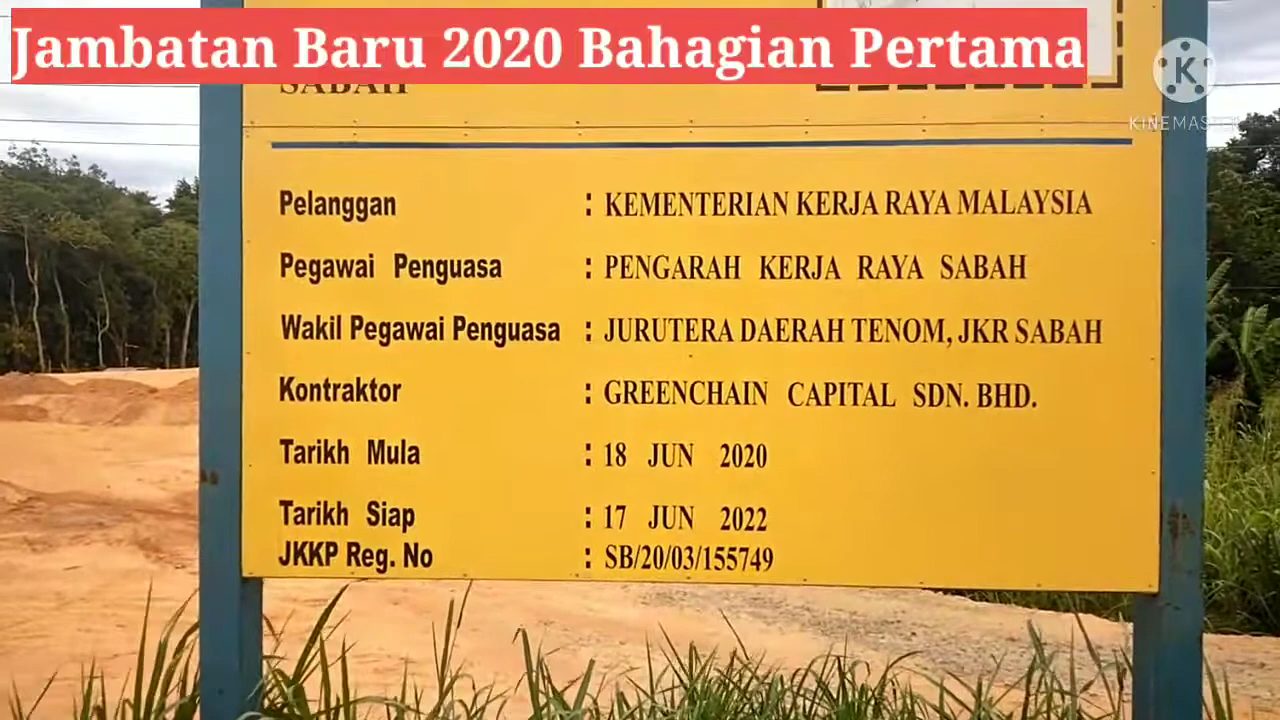 Jambatan Baru 2020 Bahagian Pertama
SABAH
K
KINEMASTER
Pelanggan : KEMENTERIAN KERJA RAYA MALAYSIA
Pegawai Penguasa : PENGARAH KERJA RAYA SABAH
Wakil Pegawai Penguasa : JURUTERA DAERAH TENOM, JKR SABAH
Kontraktor : GREENCHAIN CAPITAL SDN. BHD.
Tarikh Mula : 18 JUN 2020
Tarikh Siap : 17 JUN 2022
JKKP Reg. No : SB/20/03/155749